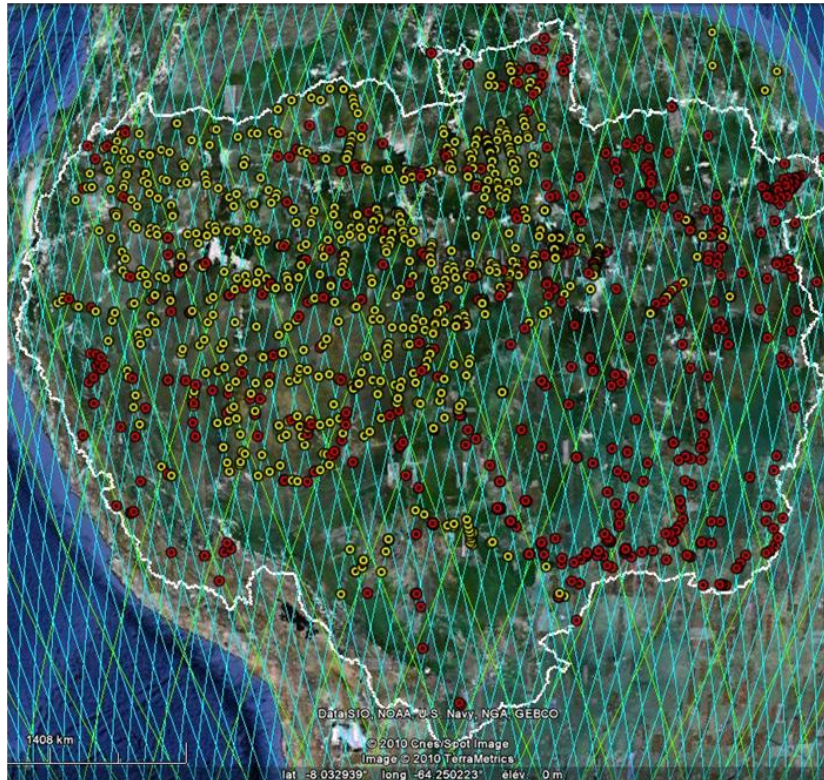 Data SIO, NOAA, U.S. Navy, NGA, GEBCO
1408 km
© 2010 Cnes/Spot Image
Image © 2010 TerraMetrics
lat -8.032939° long -64.250223° élév 0 m